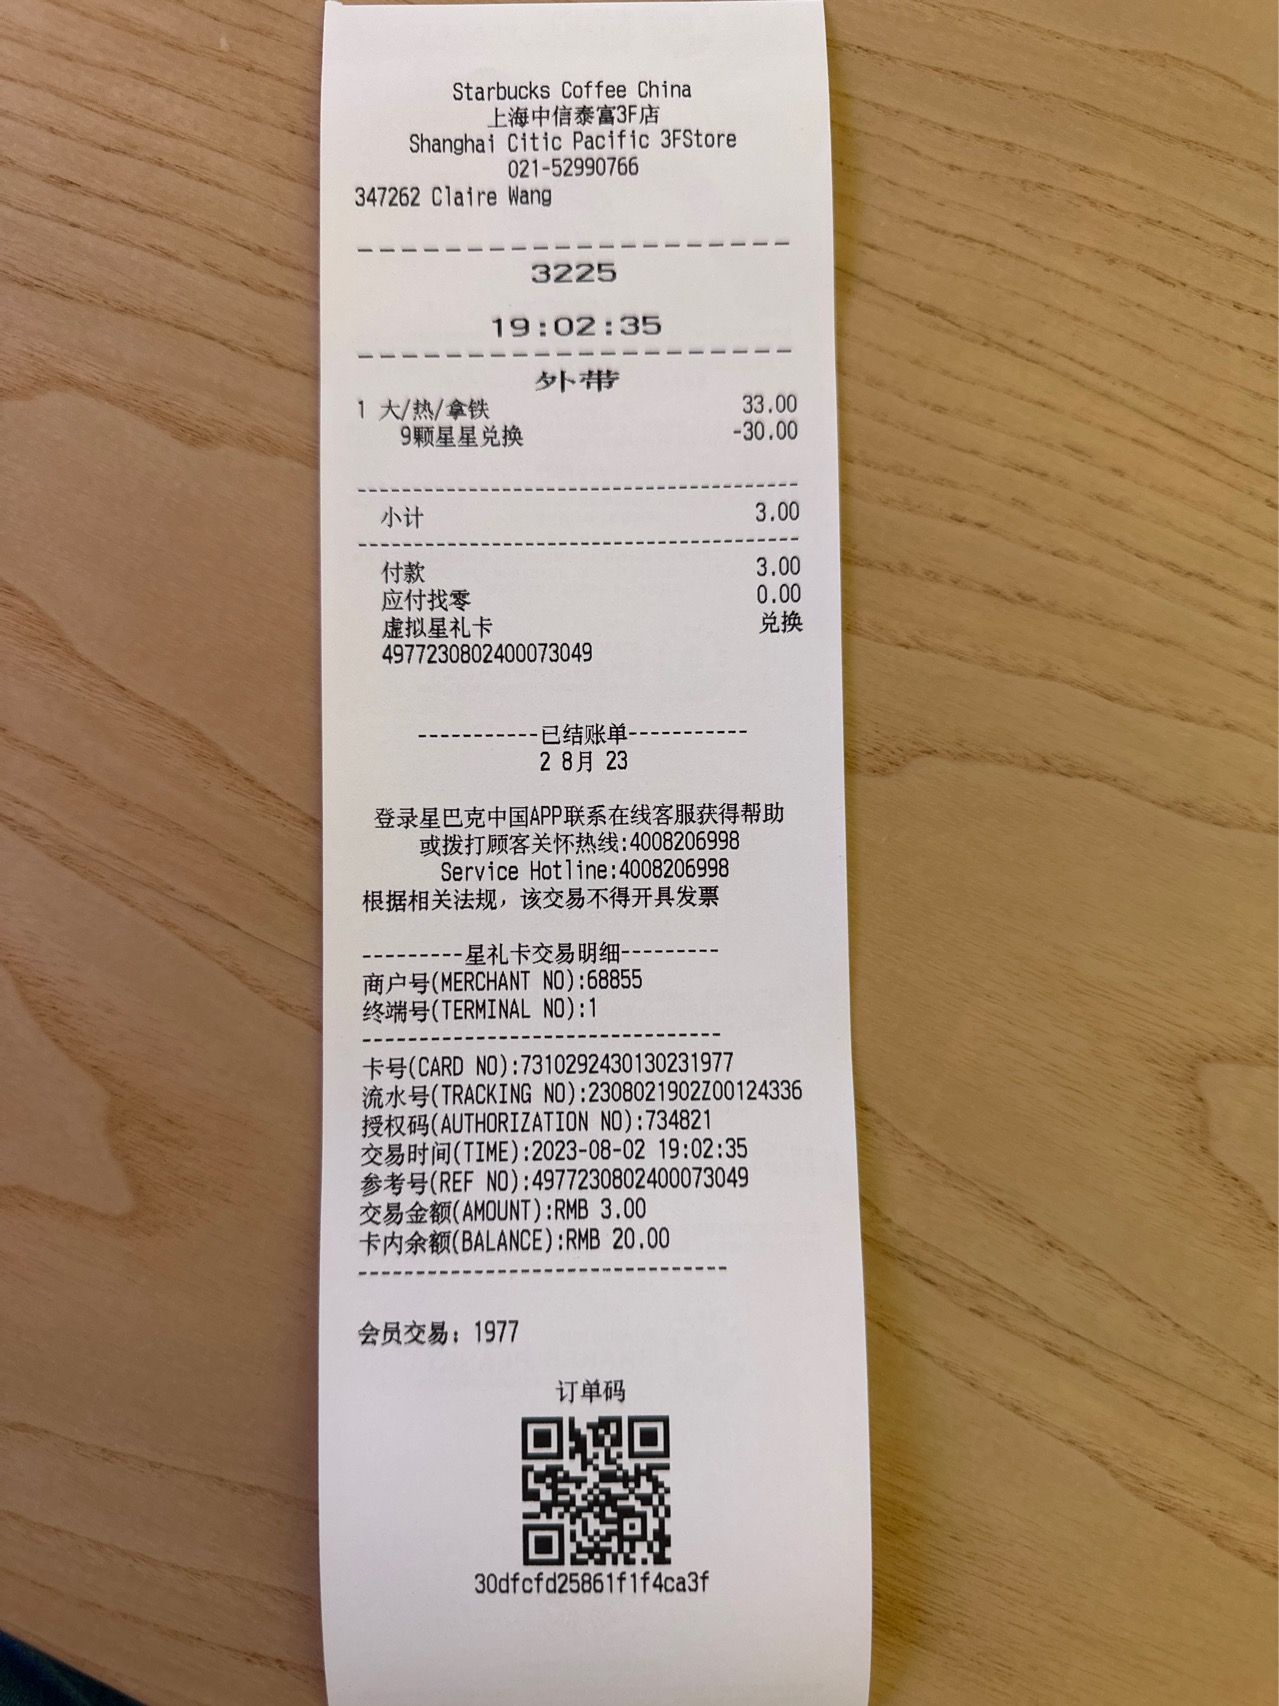 Starbucks Coffee China
上海中信泰富3F店
Shanghai Citic Pacific 3FStore
021-52990766
347262 Claire Wang
--------------------
3225
19:02:35
--------------------
外带
1 大/热/拿铁 33.00
9颗星星兑换 -30.00
----------------------------------------
小计 3.00
----------------------------------------
付款 3.00
应付找零 0.00
虚拟星礼卡 兑换
4977230802400073049
-----------已结账单-----------
2 8月 23
登录星巴克中国APP联系在线客服获得帮助
或拨打顾客关怀热线:4008206998
Service Hotline:4008206998
根据相关法规，该交易不得开具发票
---------星礼卡交易明细---------
商户号(MERCHANT NO):68855
终端号(TERMINAL NO):1
--------------------------------
卡号(CARD NO):7310292430130231977
流水号(TRACKING NO):2308021902Z00124336
授权码(AUTHORIZATION NO):734821
交易时间(TIME):2023-08-02 19:02:35
参考号(REF NO):4977230802400073049
交易金额(AMOUNT):RMB 3.00
卡内余额(BALANCE):RMB 20.00
--------------------------------
会员交易：1977
订单码
30dfcfd25861f1f4ca3f